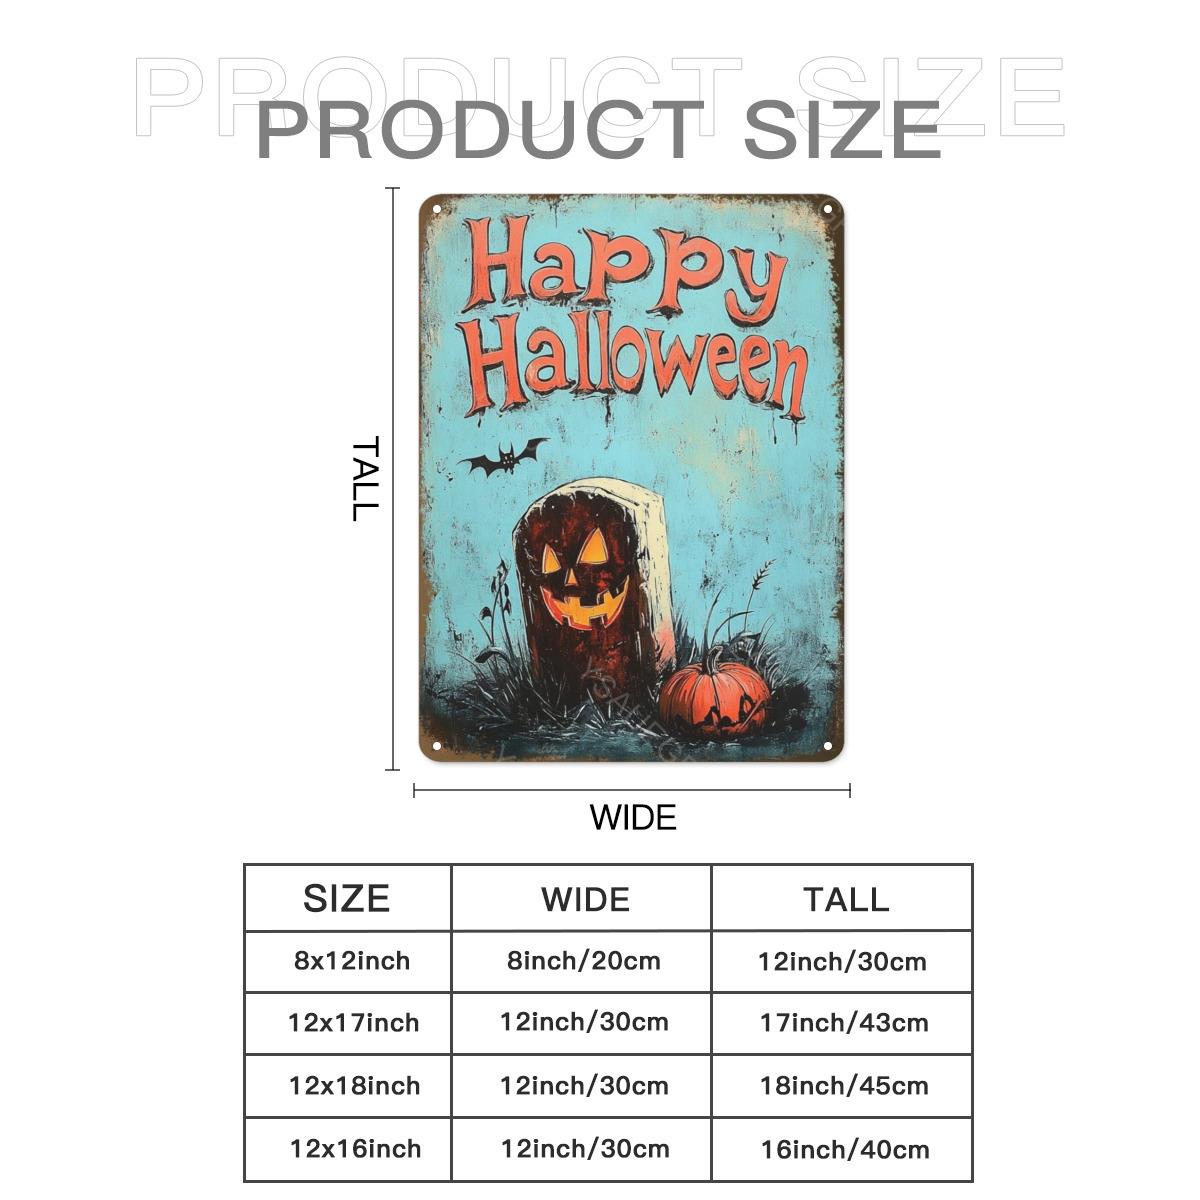 PRODUCT SIZE
PRODUCT SIZE
Happy
Halloween
TALL
WIDE
SIZE WIDE TALL
8x12inch 8inch/20cm 12inch/30cm
12x17inch 12inch/30cm 17inch/43cm
12x18inch 12inch/30cm 18inch/45cm
12x16inch 12inch/30cm 16inch/40cm